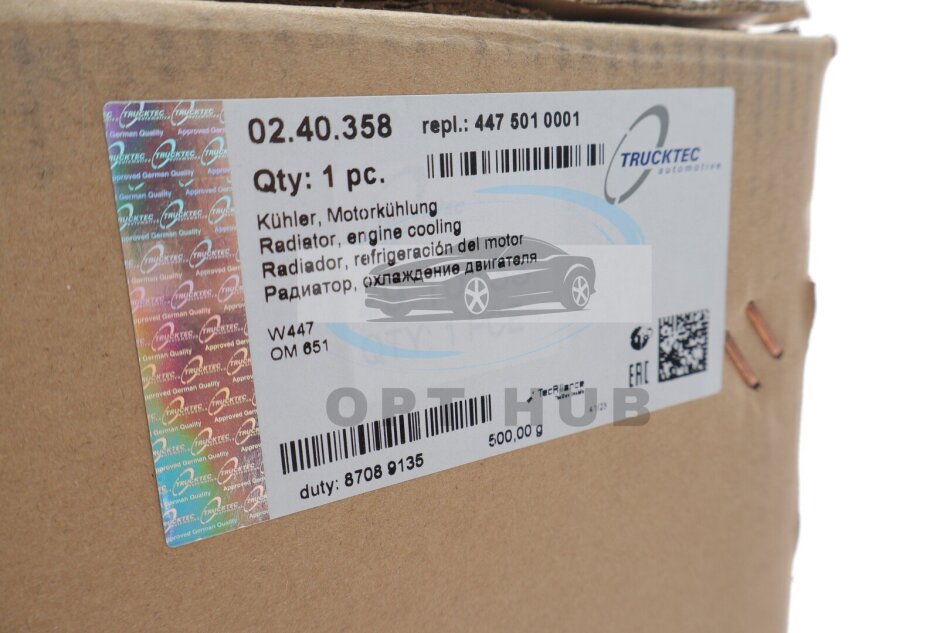 02.40.358 repl.: 447 501 0001
TRUCKTEC
automotive
Qty: 1 pc.
Kühler, Motorkühlung
Radiator, engine cooling
Radiador, refrigeración del motor
Радиатор, охлаждение двигателя
W447
OM 651
EAC
TecAlliance
OPT HUB
500,00 g
duty: 8708 9135
TRUCKTEC
Approved German Quality